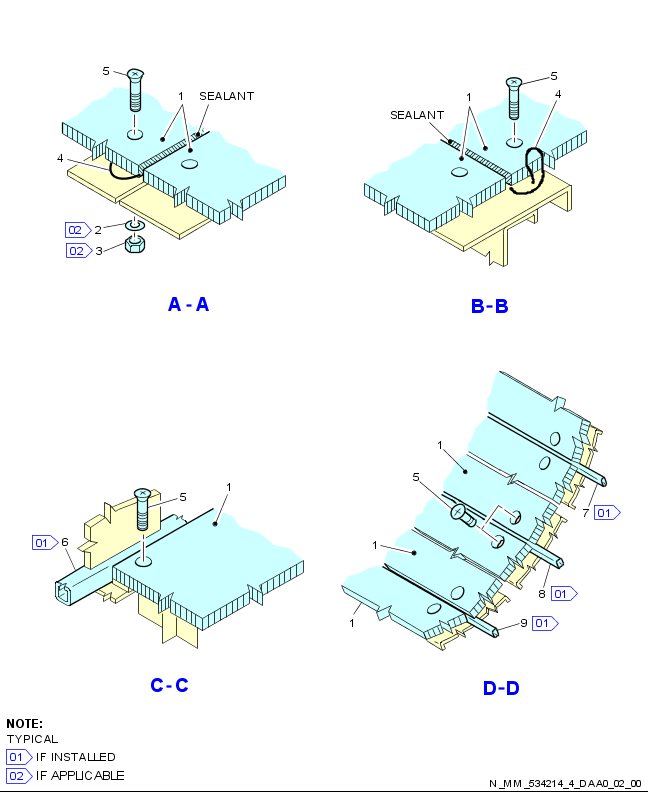 5
1
SEALANT
4
02 2
02 3
A - A
5
1
4
SEALANT
B-B
5
1
01 6
C-C
1
5
1
1
7 01
8 01
9 01
D-D
NOTE:
TYPICAL
01 IF INSTALLED
02 IF APPLICABLE
N_MM_534214_4_DAA0_02_00